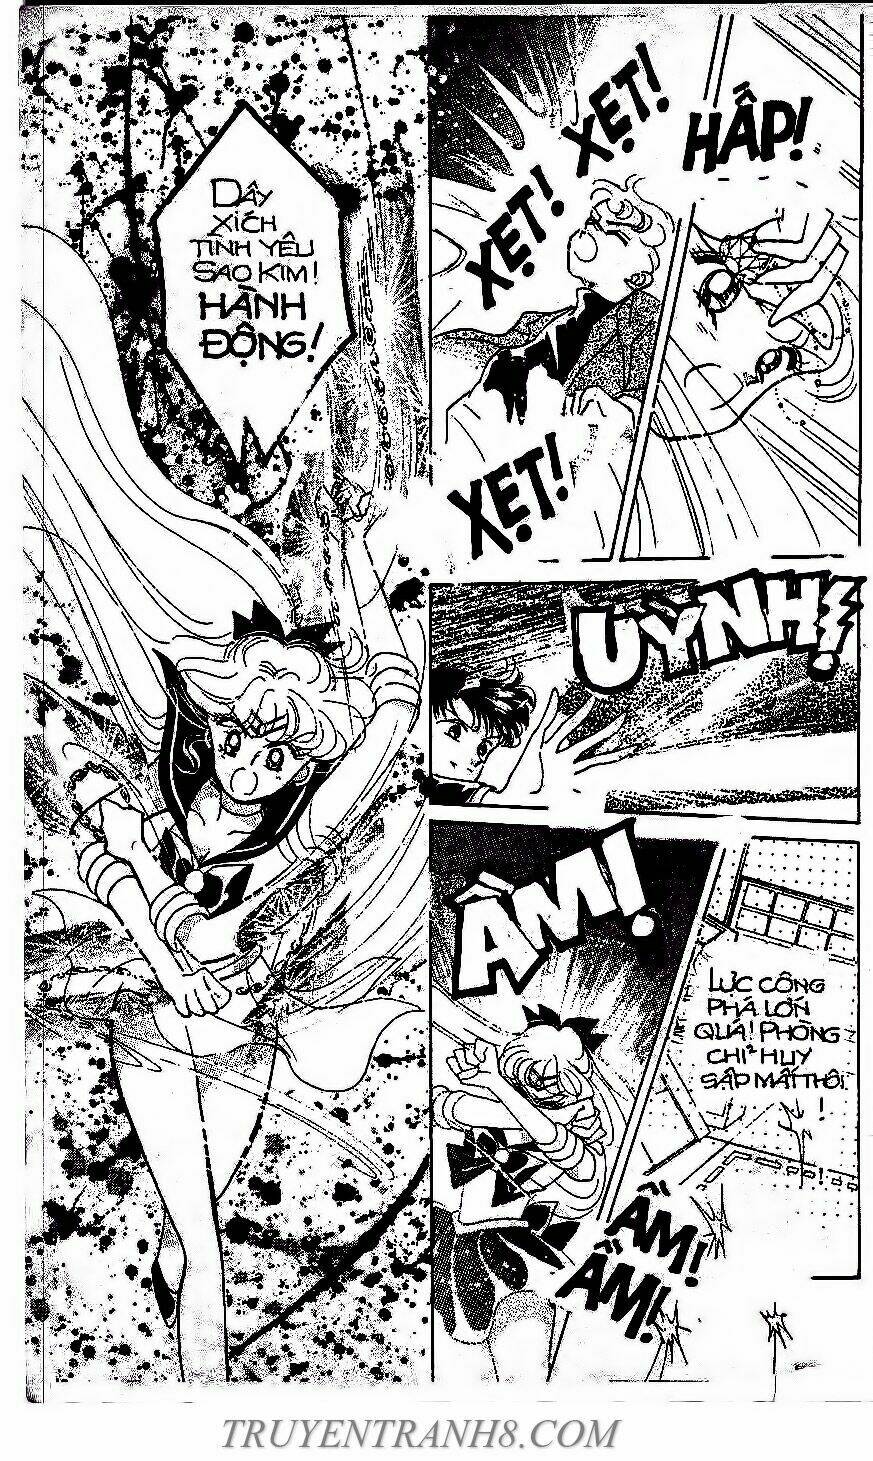 DÂY
XÍCH
TÌNH YÊU
SAO KIM!
HÀNH
ĐỘNG!
XẸT!
XẸT!
HẤP!
XẸT!
UỲNH!
ẦM!
LỰC CÔNG
PHÁ LỚN
QUÁ! PHÒNG
CHỈ HUY
SẬP MẤT THÔI
!
ẦM!
ẦM!
TRUYENTRANH8.COM